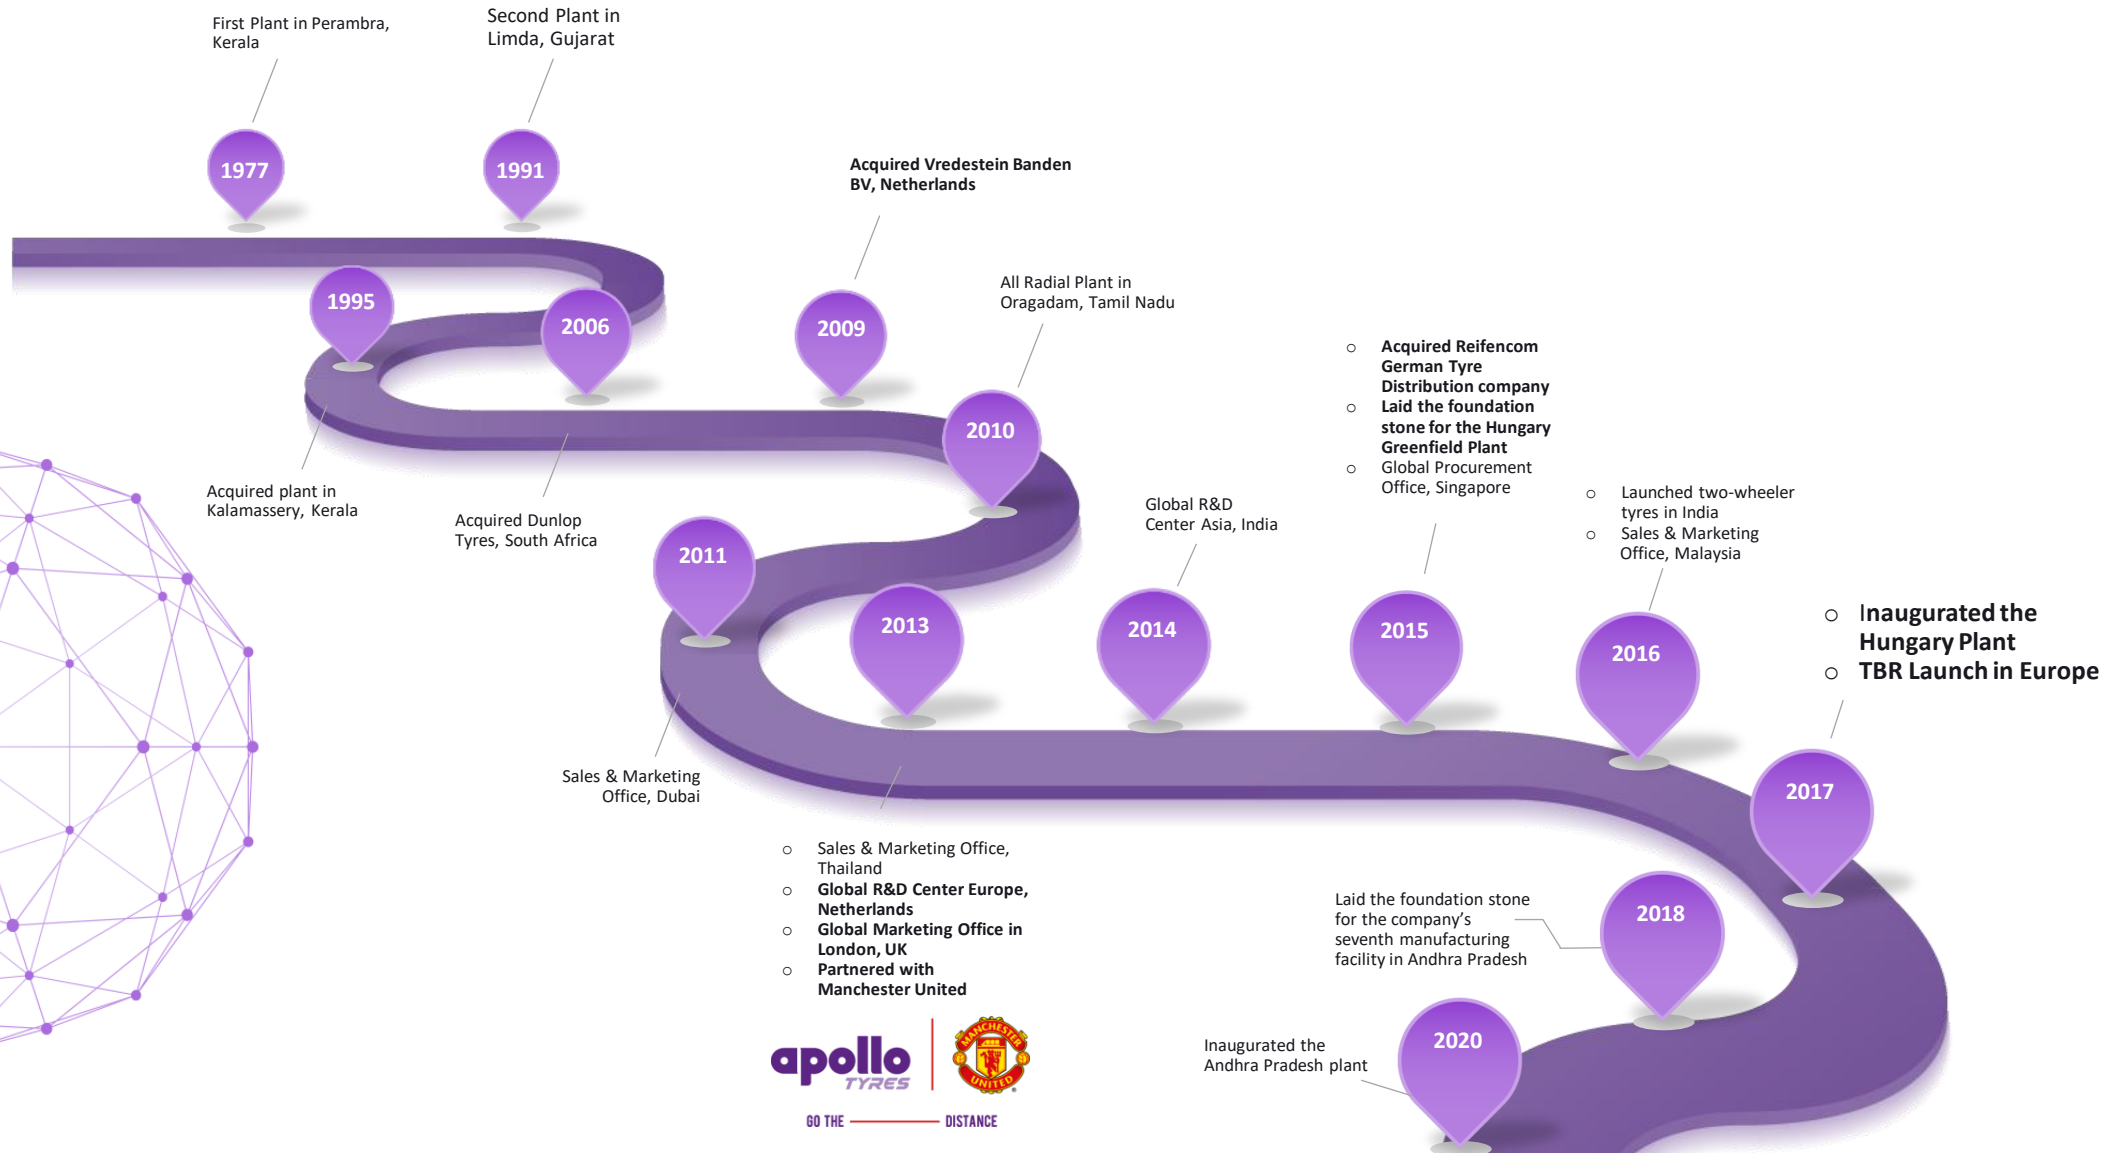 First Plant in Perambra,
Kerala
Second Plant in
Limda, Gujarat
1977
1991
Acquired Vredestein Banden
BV, Netherlands
1995
2006
2009
All Radial Plant in
Oragadam, Tamil Nadu
2010
Acquired plant in
Kalamassery, Kerala
Acquired Dunlop
Tyres, South Africa
2011
2013
Global R&D
Center Asia, India
2014
o Acquired Reifencom
German Tyre
Distribution company
o Laid the foundation
stone for the Hungary
Greenfield Plant
o Global Procurement
Office, Singapore
2015
o Launched two-wheeler
tyres in India
o Sales & Marketing
Office, Malaysia
2016
o Inaugurated the
Hungary Plant
o TBR Launch in Europe
2017
Sales & Marketing
Office, Dubai
o Sales & Marketing Office,
Thailand
o Global R&D Center Europe,
Netherlands
o Global Marketing Office in
London, UK
o Partnered with
Manchester United
Laid the foundation stone
for the company’s
seventh manufacturing
facility in Andhra Pradesh
2018
Inaugurated the
Andhra Pradesh plant
2020
apollo
TYRES
MANCHESTER
UNITED
®
GO THE DISTANCE